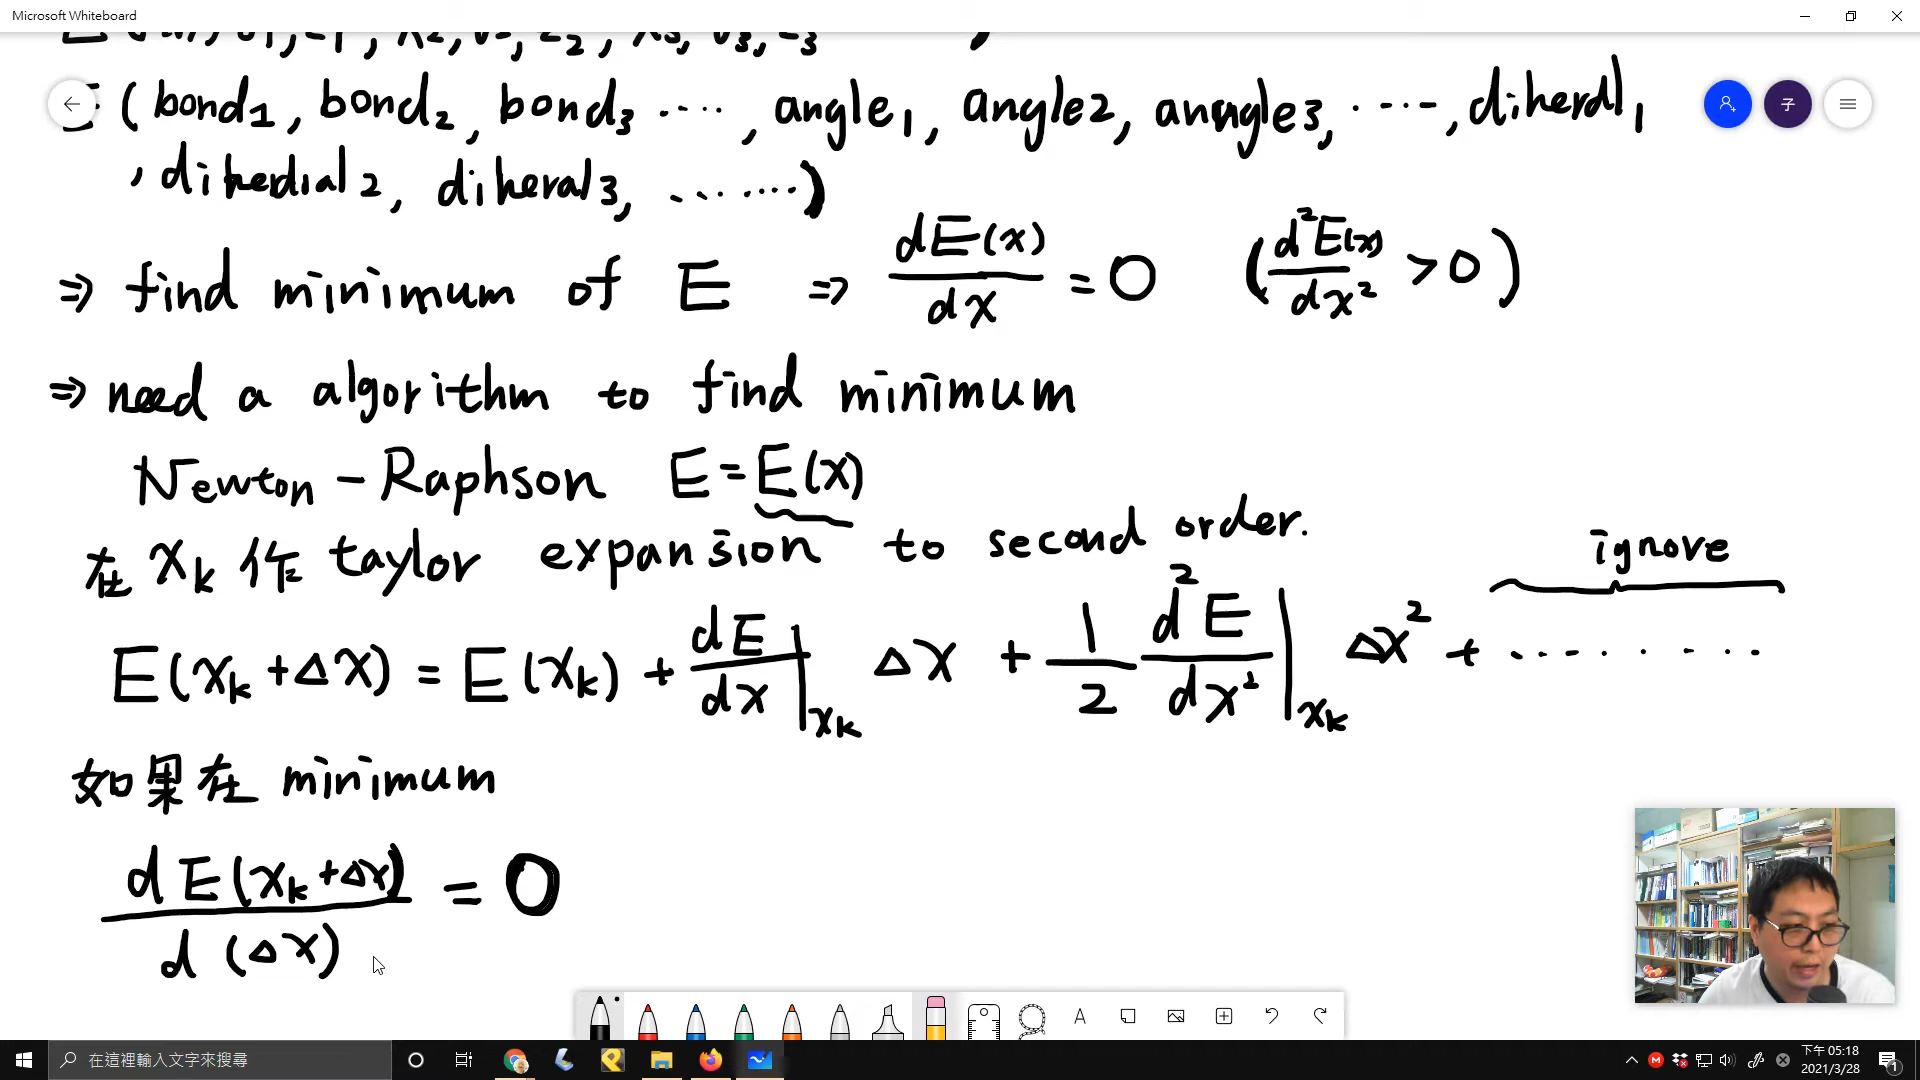 Microsoft Whiteboard
E ( bond1, bond2, bond3 ....., angle1, angle2, anngle3, ....., diherdl1
, dihedial2, diheral3, .......)
⇒ find minimum of E ⇒ dE(x)/dx = 0 (d²E(x)/dx² > 0)
⇒ need a algorithm to find minimum
Newton - Raphson E = E(x)
在 xk 作 taylor expansion to second order.
ignore
E(xk + Δx) = E(xk) + dE/dx |xk Δx + 1/2 d²E/dx² |xk Δx² + ........
如果在 minimum
dE(xk + Δx)/d(Δx) = 0
子
在這裡輸入文字來搜尋
下午 05:18
2021/3/28
1